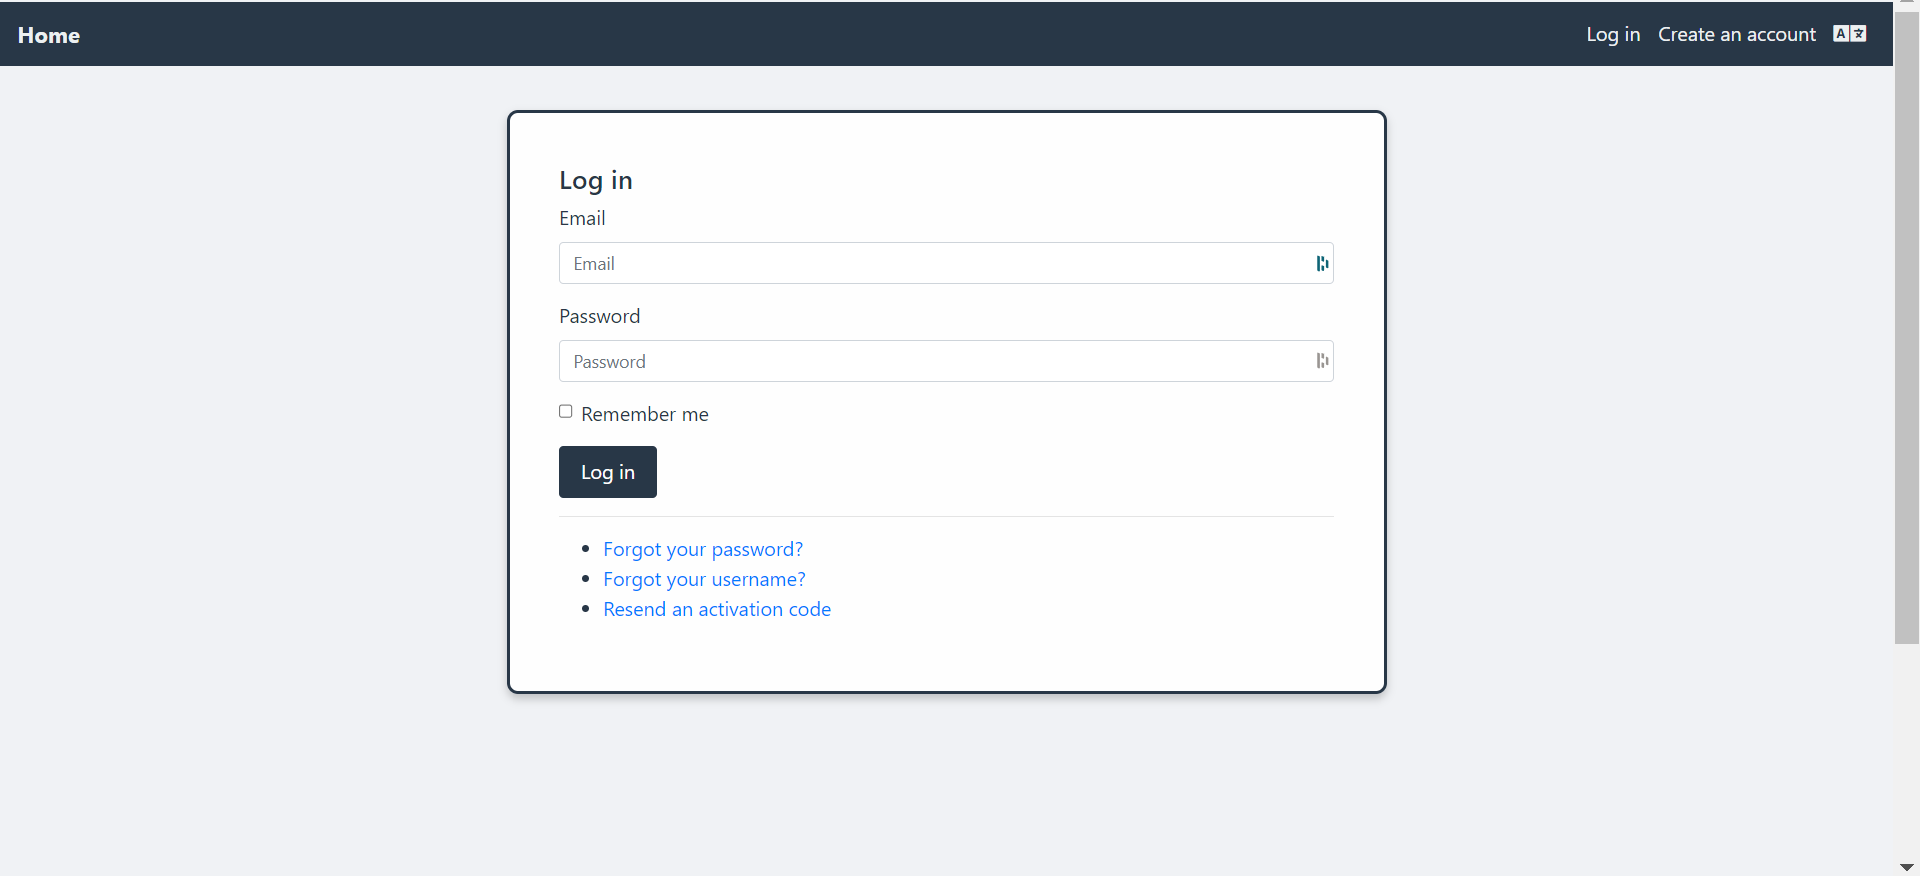 Home
Log in
Create an account
A 文
Log in
Email
Email
Password
Password
Remember me
Log in
Forgot your password?
Forgot your username?
Resend an activation code